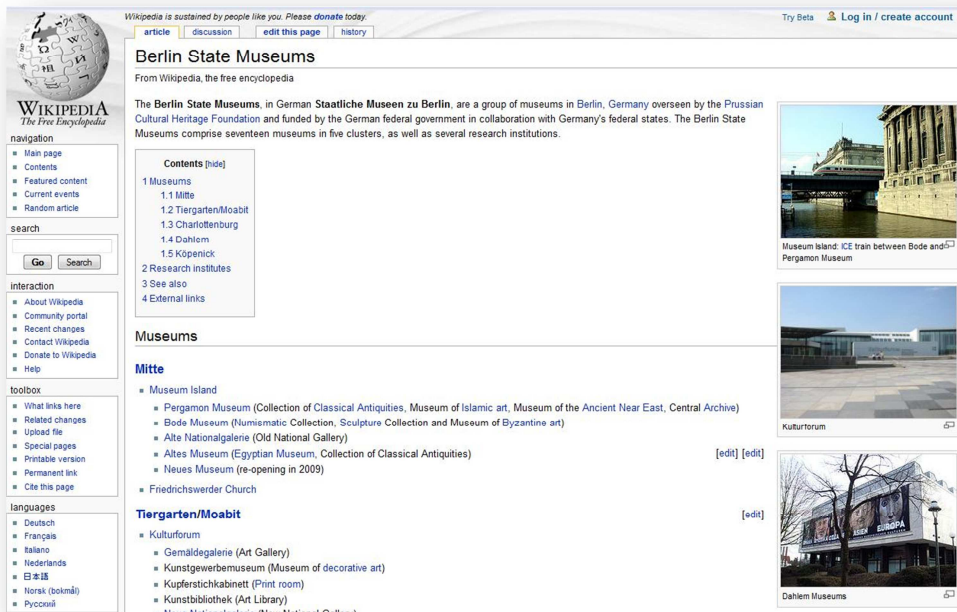 Wikipedia is sustained by people like you. Please donate today.
Try Beta
Log in / create account
article
discussion
edit this page
history
WIKIPEDIA
The Free Encyclopedia
navigation
Main page
Contents
Featured content
Current events
Random article
search
Go
Search
interaction
About Wikipedia
Community portal
Recent changes
Contact Wikipedia
Donate to Wikipedia
Help
toolbox
What links here
Related changes
Upload file
Special pages
Printable version
Permanent link
Cite this page
languages
Deutsch
Français
Italiano
Nederlands
日本語
Norsk (bokmål)
Русский
Berlin State Museums
From Wikipedia, the free encyclopedia
The Berlin State Museums, in German Staatliche Museen zu Berlin, are a group of museums in Berlin, Germany overseen by the Prussian
Cultural Heritage Foundation and funded by the German federal government in collaboration with Germany's federal states. The Berlin State
Museums comprise seventeen museums in five clusters, as well as several research institutions.
Contents [hide]
1 Museums
1.1 Mitte
1.2 Tiergarten/Moabit
1.3 Charlottenburg
1.4 Dahlem
1.5 Köpenick
2 Research institutes
3 See also
4 External links
Museums
Mitte
Museum Island
Pergamon Museum (Collection of Classical Antiquities, Museum of Islamic art, Museum of the Ancient Near East, Central Archive)
Bode Museum (Numismatic Collection, Sculpture Collection and Museum of Byzantine art)
Alte Nationalgalerie (Old National Gallery)
Altes Museum (Egyptian Museum, Collection of Classical Antiquities)
[edit] [edit]
Neues Museum (re-opening in 2009)
Friedrichswerder Church
Tiergarten/Moabit
[edit]
Kulturforum
Gemäldegalerie (Art Gallery)
Kunstgewerbemuseum (Museum of decorative art)
Kupferstichkabinett (Print room)
Kunstbibliothek (Art Library)
Museum Island: ICE train between Bode and
Pergamon Museum
Kulturforum
ASIEN
EUROPA
Dahlem Museums